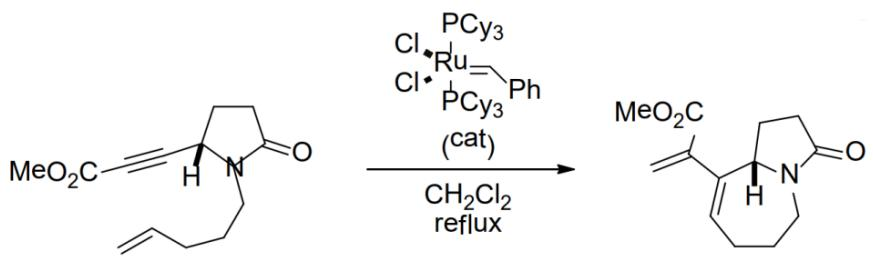 PCy3
Cl
Ru
Cl
Ph
PCy3
(cat)
CH2Cl2
reflux
MeO2C
H
N
O
MeO2C
H
N
O